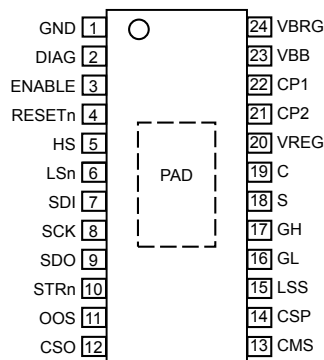 GND 1 24 VBRG
DIAG 2 23 VBB
ENABLE 3 22 CP1
RESETn 4 21 CP2
HS 5 20 VREG
LSn 6 PAD 19 C
SDI 7 18 S
SCK 8 17 GH
SDO 9 16 GL
STRn 10 15 LSS
OOS 11 14 CSP
CSO 12 13 CMS